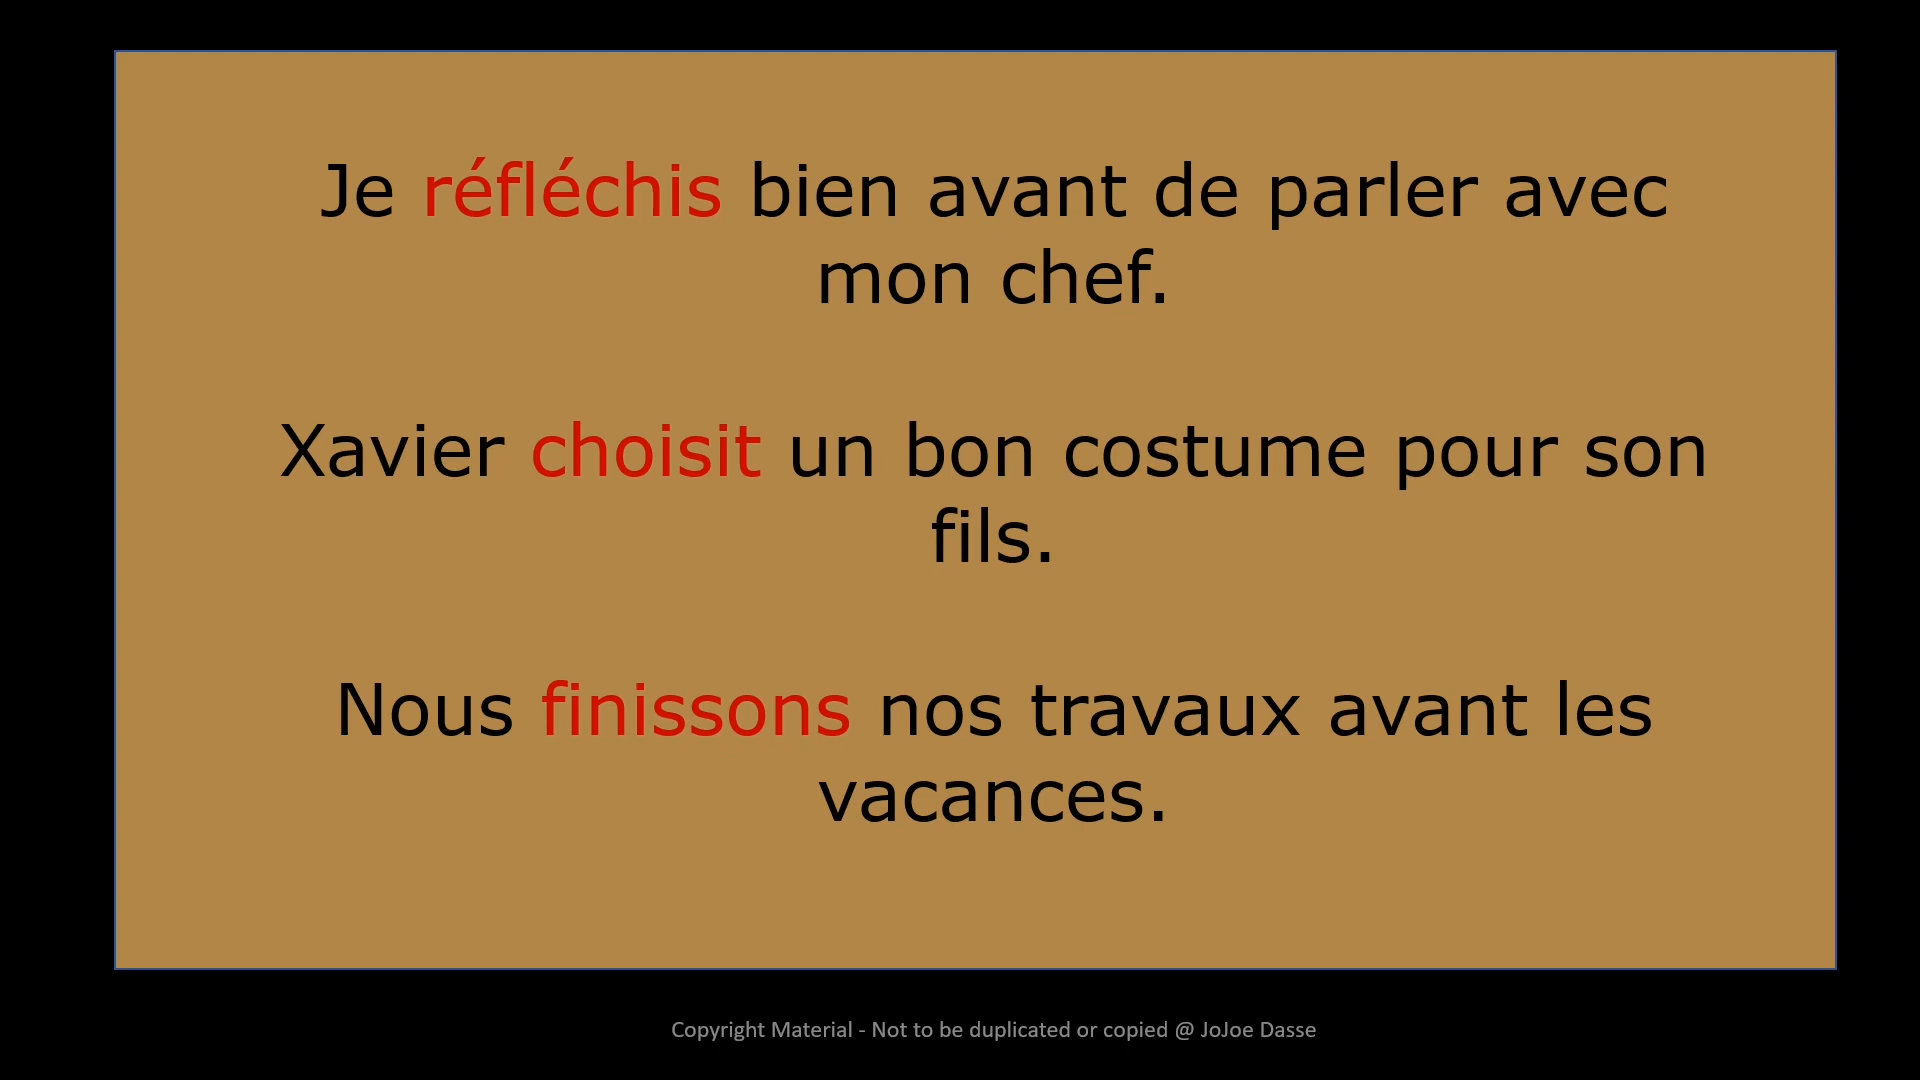 Je réfléchis bien avant de parler avec
mon chef.
Xavier choisit un bon costume pour son
fils.
Nous finissons nos travaux avant les
vacances.
Copyright Material - Not to be duplicated or copied @ JoJoe Dasse